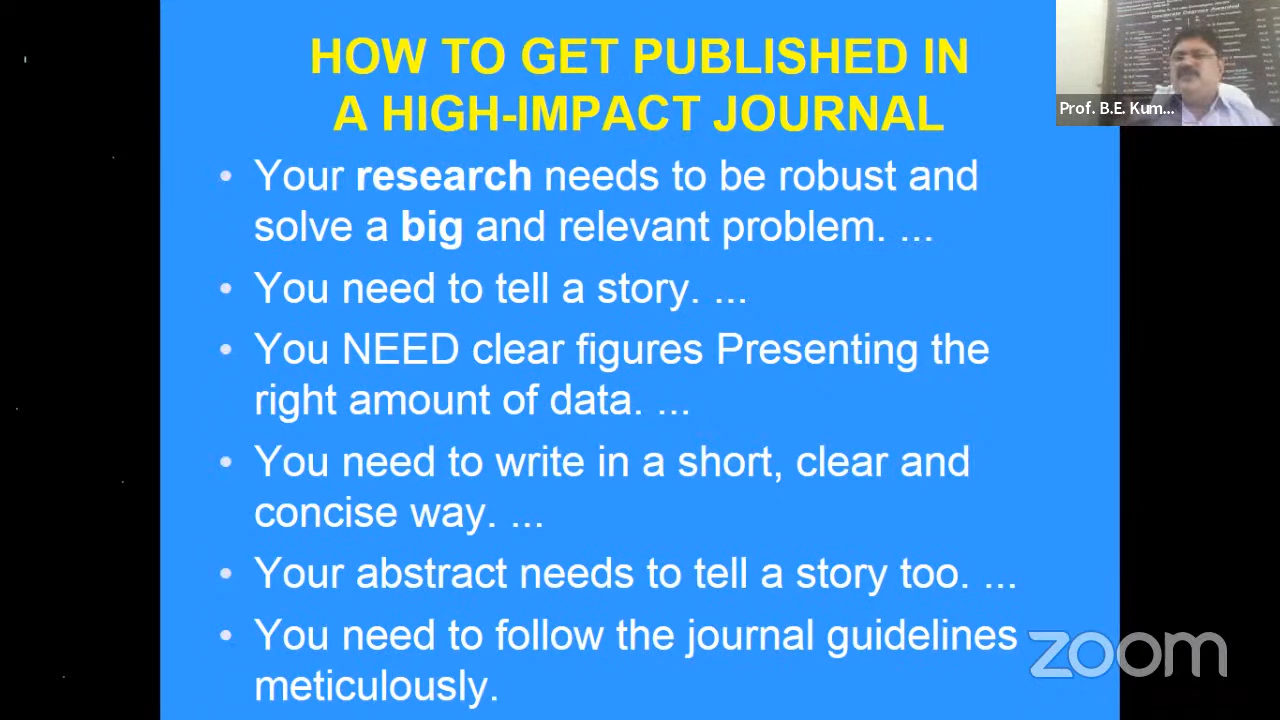 HOW TO GET PUBLISHED IN
A HIGH-IMPACT JOURNAL
• Your research needs to be robust and
solve a big and relevant problem. ...
• You need to tell a story. ...
• You NEED clear figures Presenting the
right amount of data. ...
• You need to write in a short, clear and
concise way. ...
• Your abstract needs to tell a story too. ...
• You need to follow the journal guidelines
meticulously.
Prof. B.E. Kum...
zoom